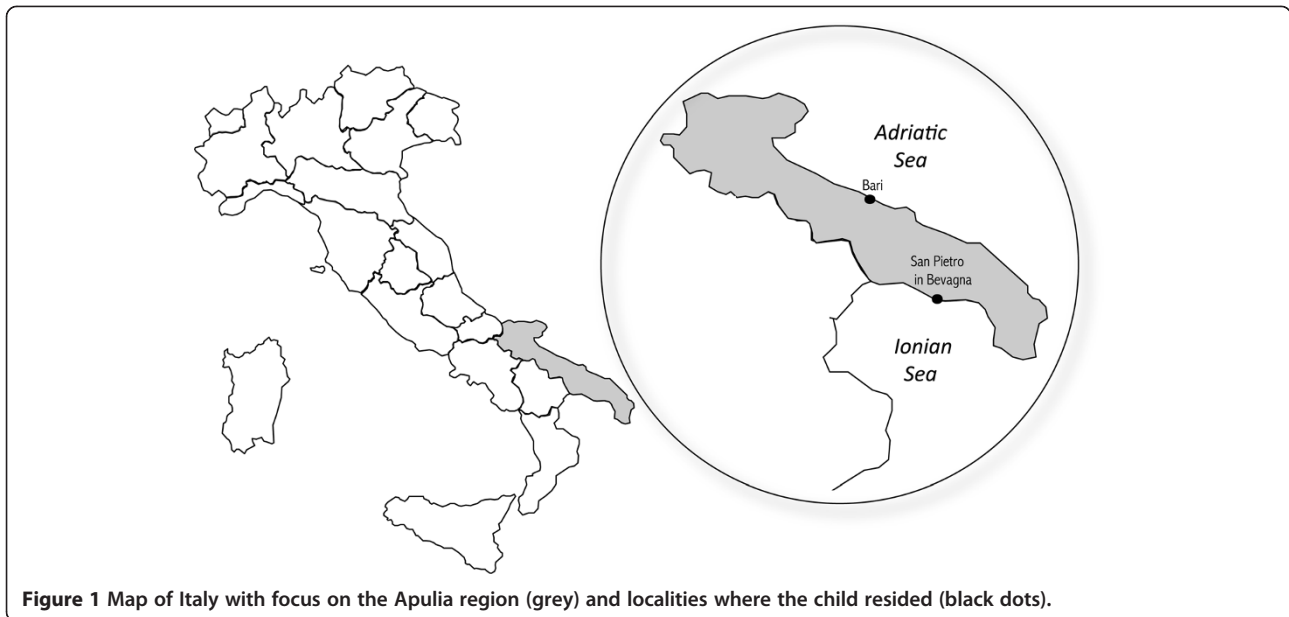 Adriatic
Sea
Bari
San Pietro
in Bevagna
Ionian
Sea
Figure 1 Map of Italy with focus on the Apulia region (grey) and localities where the child resided (black dots).